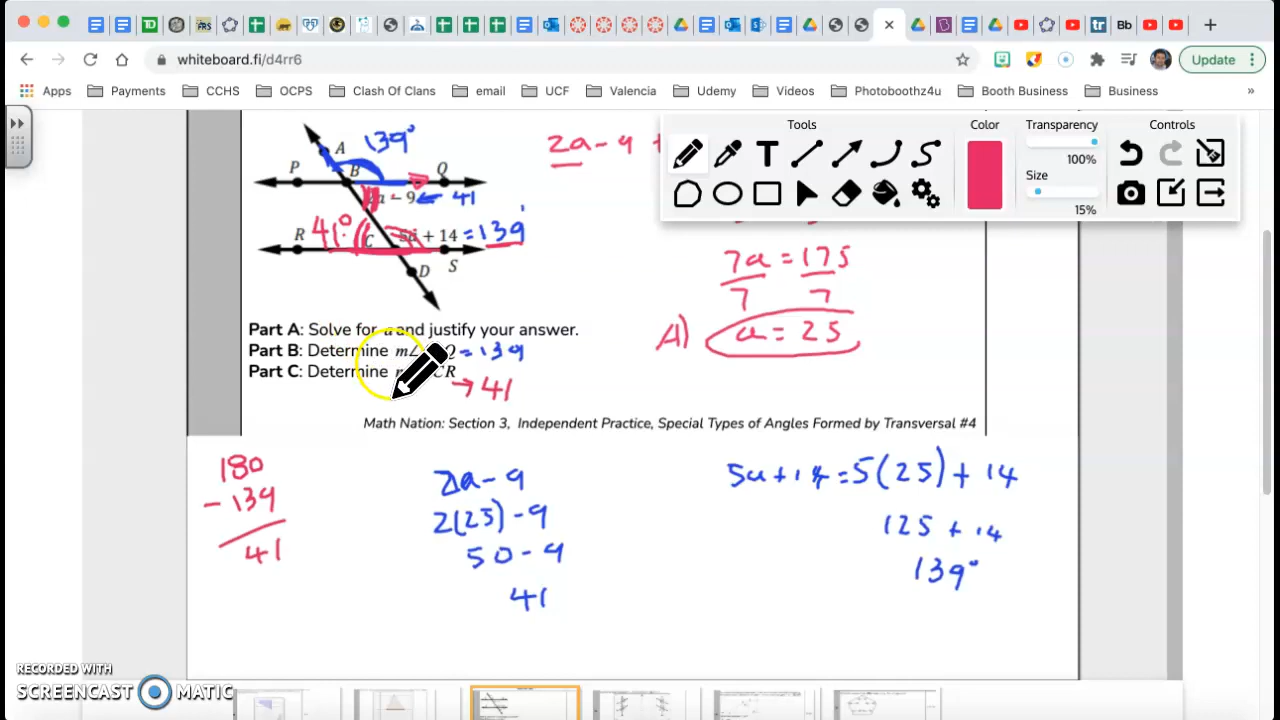 whiteboard.fi/d4rr6
Update
Apps Payments CCHS OCPS Clash Of Clans email UCF Valencia Udemy Videos Photoboothz4u Booth Business Business »
Tools
Color
Transparency
100%
Size
15%
Controls
A 139°
2a - 9 +
P B Q
a - 9 ← 41
R 41° C + 14 = 139
D S
7a = 175
7 7
A) a = 25
Part A: Solve for a and justify your answer.
Part B: Determine m∠ Q = 139
Part C: Determine CR → 41
Math Nation: Section 3, Independent Practice, Special Types of Angles Formed by Transversal #4
180
- 139
41
2a - 9
2(25) - 9
50 - 9
41
5a + 14 = 5(25) + 14
125 + 14
139°
RECORDED WITH
SCREENCAST MATIC